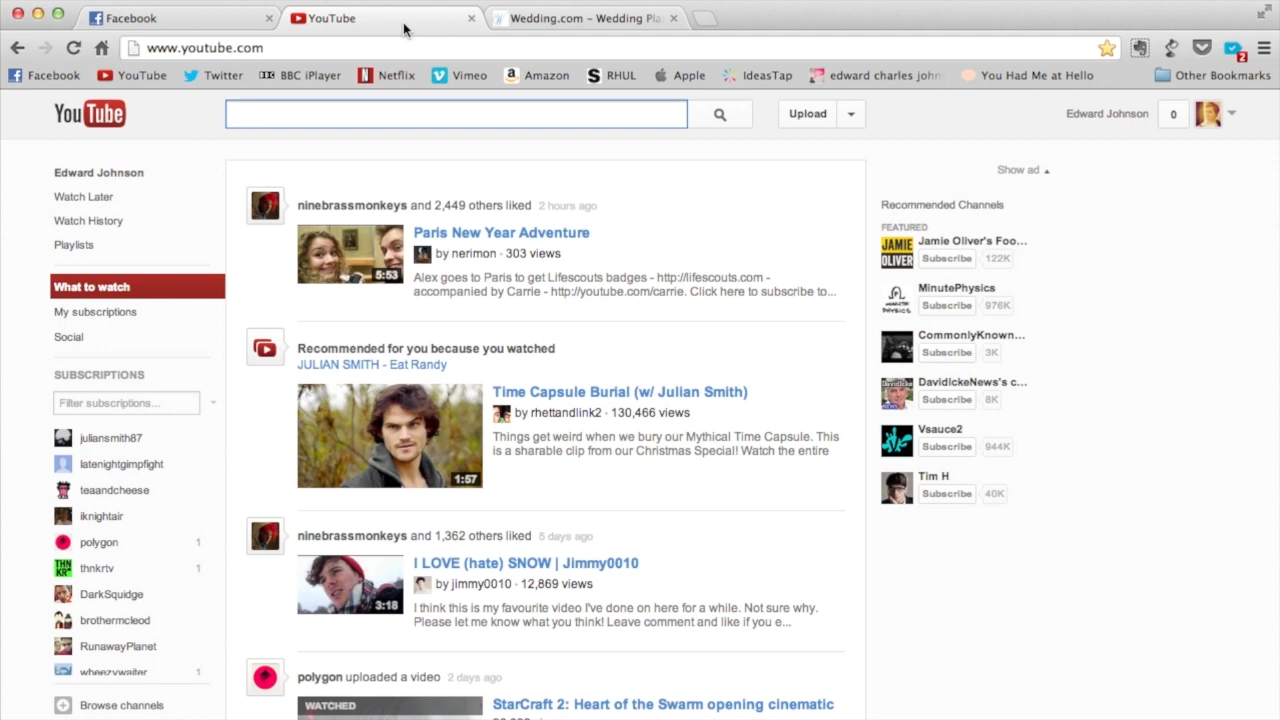 Facebook
YouTube
Wedding.com – Wedding Pla
www.youtube.com
2
Facebook
YouTube
Twitter
BBC iPlayer
Netflix
Vimeo
Amazon
RHUL
Apple
IdeasTap
edward charles john
You Had Me at Hello
Other Bookmarks
YouTube
Upload
Edward Johnson
0
Edward Johnson
Watch Later
Watch History
Playlists
What to watch
My subscriptions
Social
SUBSCRIPTIONS
Filter subscriptions...
juliansmith87
latenightgimpfight
teaandcheese
iknightair
polygon 1
thnkrtv 1
DarkSquidge
brothermcleod
RunawayPlanet
wheezywaiter 1
Browse channels
ninebrassmonkeys and 2,449 others liked 2 hours ago
5:53
Paris New Year Adventure
by nerimon · 303 views
Alex goes to Paris to get Lifescouts badges - http://lifescouts.com -
accompanied by Carrie - http://youtube.com/carrie. Click here to subscribe to...
Recommended for you because you watched
JULIAN SMITH - Eat Randy
1:57
Time Capsule Burial (w/ Julian Smith)
by rhettandlink2 · 130,466 views
Things get weird when we bury our Mythical Time Capsule. This
is a sharable clip from our Christmas Special! Watch the entire
ninebrassmonkeys and 1,362 others liked 5 days ago
3:18
I LOVE (hate) SNOW | Jimmy0010
by jimmy0010 · 12,869 views
I think this is my favourite video I've done on here for a while. Not sure why.
Please let me know what you think! Leave comment and like if you e...
polygon uploaded a video 2 days ago
WATCHED
StarCraft 2: Heart of the Swarm opening cinematic
Show ad
Recommended Channels
FEATURED
JAMIE
OLIVER
Jamie Oliver's Foo...
Subscribe 122K
MinutePhysics
Subscribe 976K
CommonlyKnown...
Subscribe 3K
DavidIckeNews's c...
Subscribe 8K
Vsauce2
Subscribe 944K
Tim H
Subscribe 40K